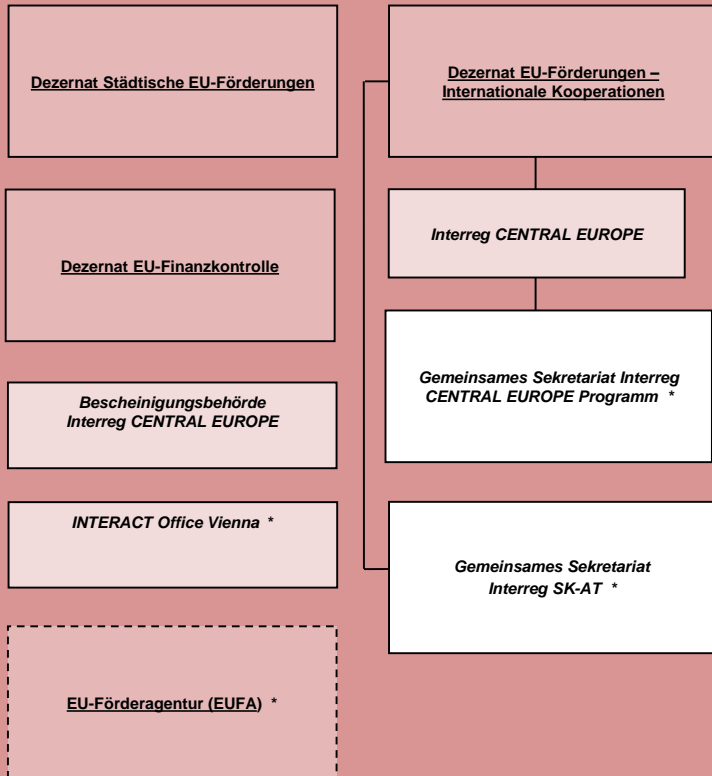 Dezernat Städtische EU-Förderungen
Dezernat EU-Finanzkontrolle
Bescheinigungsbehörde
Interreg CENTRAL EUROPE
INTERACT Office Vienna *
EU-Förderagentur (EUFA) *
Dezernat EU-Förderungen –
Internationale Kooperationen
Interreg CENTRAL EUROPE
Gemeinsames Sekretariat Interreg
CENTRAL EUROPE Programm *
Gemeinsames Sekretariat
Interreg SK-AT *